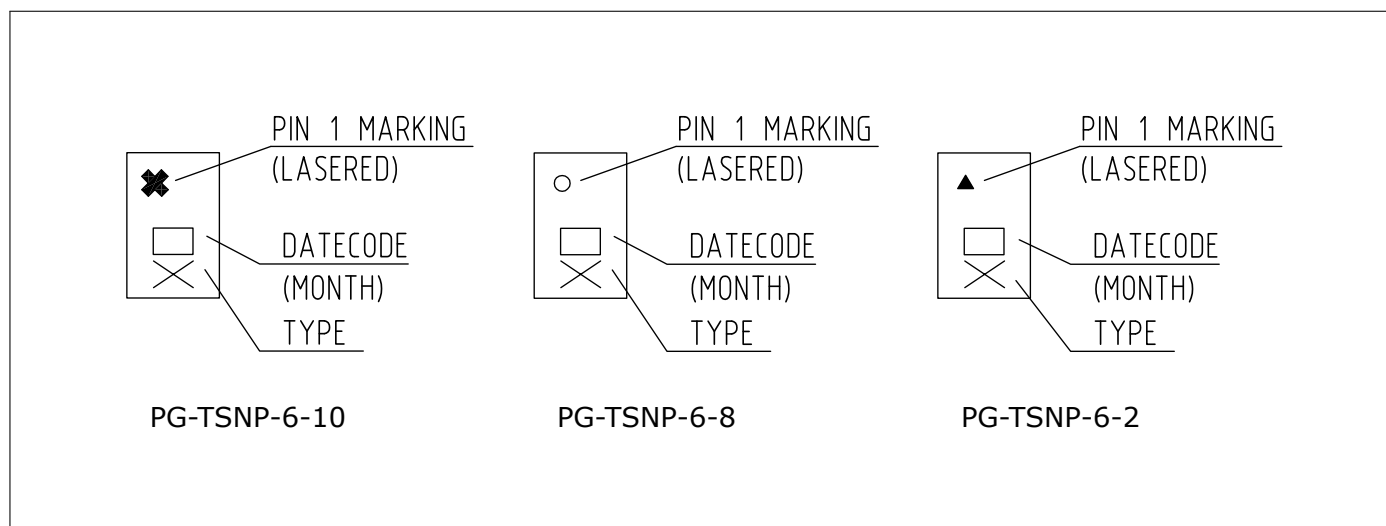 PIN 1 MARKING
(LASERED)
DATECODE
(MONTH)
TYPE
PG-TSNP-6-10
PIN 1 MARKING
(LASERED)
DATECODE
(MONTH)
TYPE
PG-TSNP-6-8
PIN 1 MARKING
(LASERED)
DATECODE
(MONTH)
TYPE
PG-TSNP-6-2